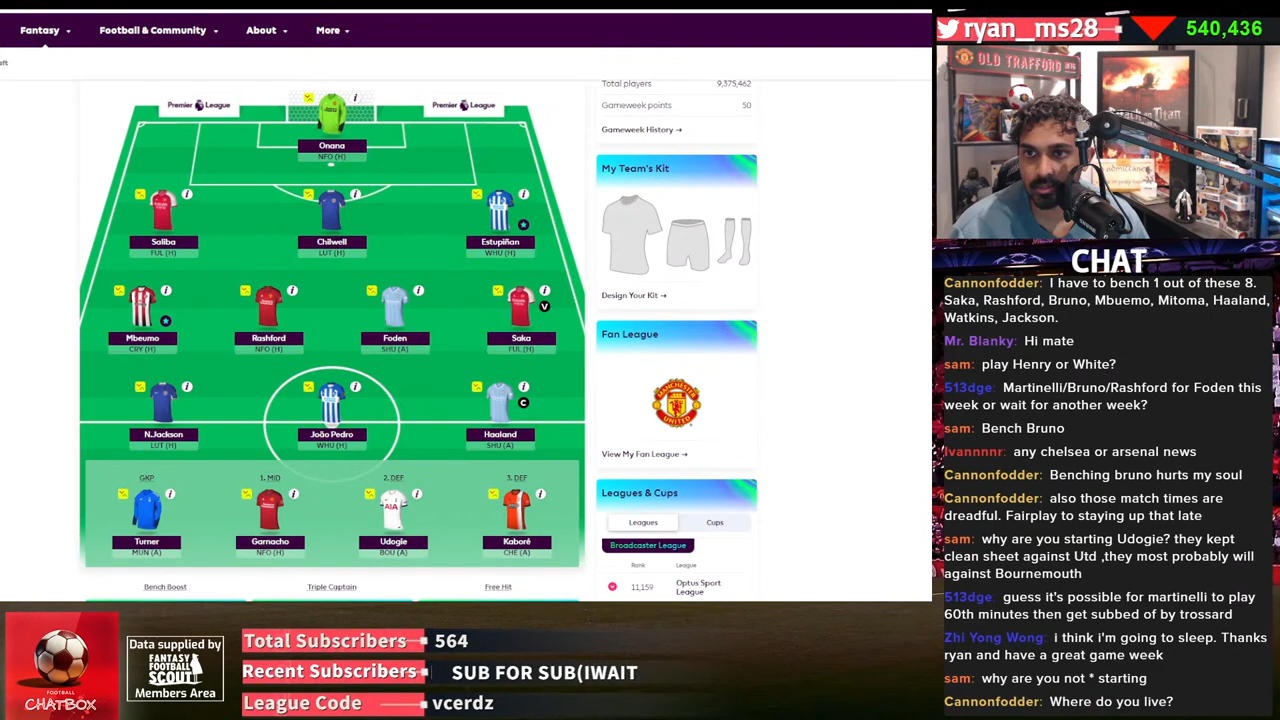 Fantasy
Football & Community
About
More
ryan_ms28
540,436
Total players 9,375,462
Gameweek points 50
Gameweek History →
Premier League
Premier League
Onana
NFO (H)
My Team's Kit
Design Your Kit →
Saliba
FUL (H)
Chilwell
LUT (H)
Estupiñan
WHU (H)
Mbeumo
CRY (H)
Rashford
NFO (H)
Foden
SHU (A)
V
Saka
FUL (H)
Fan League
MANCHESTER
UNITED
View My Fan League →
N.Jackson
LUT (H)
João Pedro
WHU (H)
C
Haaland
SHU (A)
GKP
1. MID
2. DEF
3. DEF
AIA
Turner
MUN (A)
Garnacho
NFO (H)
Udogie
BOU (A)
Kaboré
CHE (A)
Leagues & Cups
Leagues
Cups
Broadcaster League
Rank
League
11,159
Optus Sport
League
Bench Boost
Triple Captain
Free Hit
OLD TRAFFORD
CHAT
Cannonfodder: I have to bench 1 out of these 8.
Saka, Rashford, Bruno, Mbuemo, Mitoma, Haaland,
Watkins, Jackson.
Mr. Blanky: Hi mate
sam: play Henry or White?
513dge: Martinelli/Bruno/Rashford for Foden this
week or wait for another week?
sam: Bench Bruno
Ivannnnr: any chelsea or arsenal news
Cannonfodder: Benching bruno hurts my soul
Cannonfodder: also those match times are
dreadful. Fairplay to staying up that late
sam: why are you starting Udogie? they kept
clean sheet against Utd ,they most probably will
against Bournemouth
513dge: guess it's possible for martinelli to play
60th minutes then get subbed of by trossard
Zhi Yong Wong: i think i'm going to sleep. Thanks
ryan and have a great game week
sam: why are you not * starting
Cannonfodder: Where do you live?
FOOTBALL
CHATBOX
Data supplied by
FANTASY
FOOTBALL
SCOUT
Members Area
Total Subscribers 564
Recent Subscribers SUB FOR SUB(IWAIT
League Code vcerdz